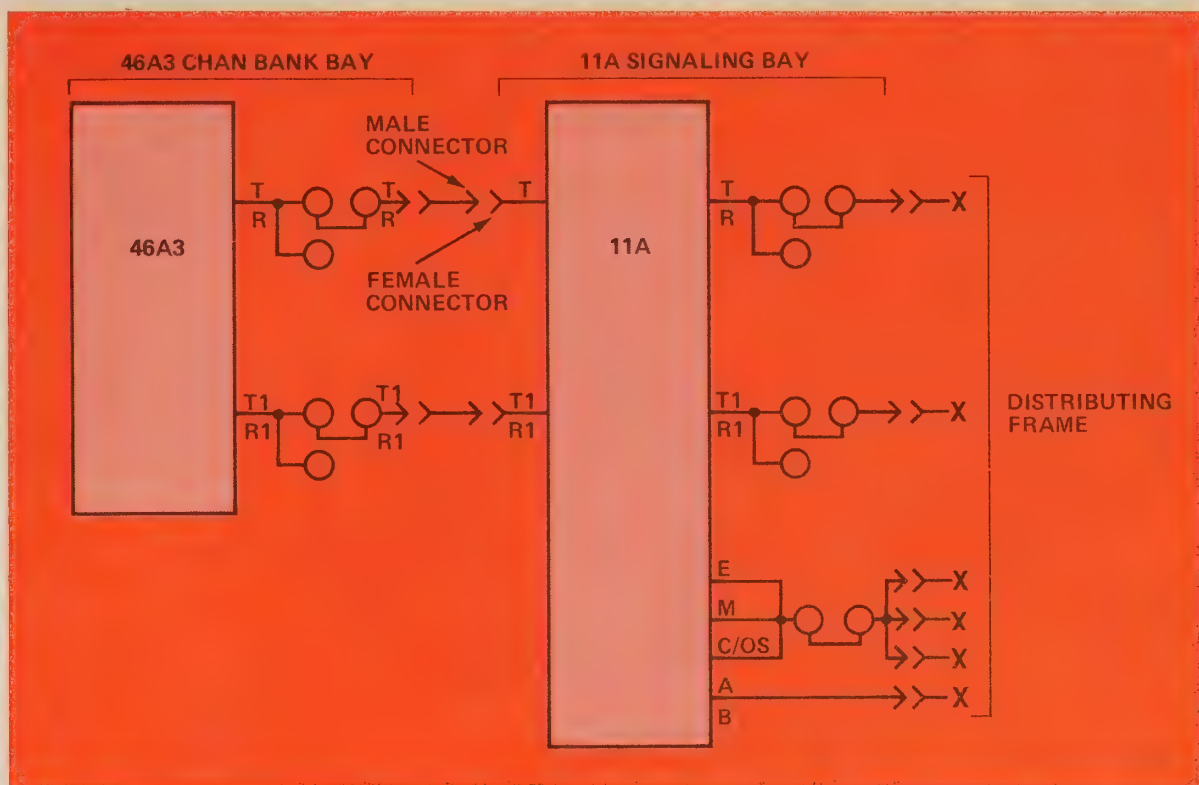 46A3 CHAN BANK BAY
11A SIGNALING BAY
MALE
CONNECTOR
T
R
T
R
T
46A3
FEMALE
CONNECTOR
11A
T
R
X
T1
R1
T1
R1
T1
R1
T1
R1
X
DISTRIBUTING
FRAME
E
X
M
X
C/OS
X
A
B
X